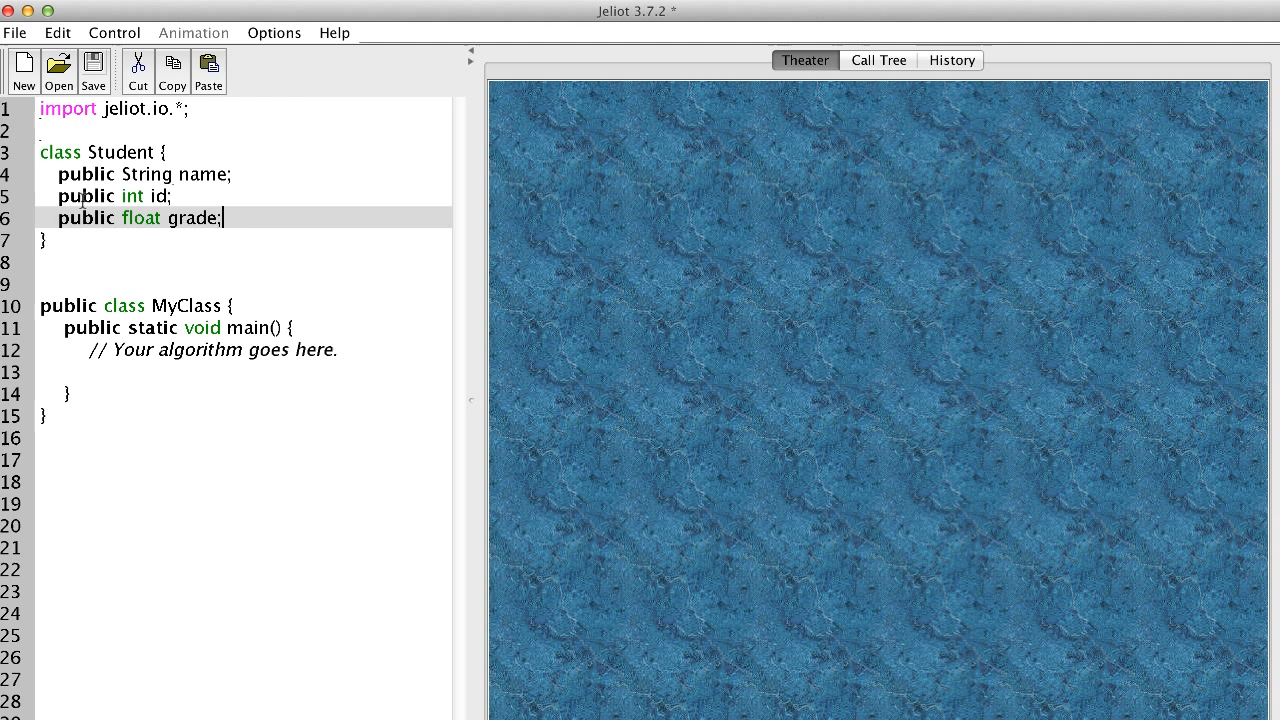 Jeliot 3.7.2 *
File Edit Control Animation Options Help
New Open Save Cut Copy Paste
Theater Call Tree History
1 import jeliot.io.*;
2
3 class Student {
4 public String name;
5 public int id;
6 public float grade;
7 }
8
9
10 public class MyClass {
11 public static void main() {
12 // Your algorithm goes here.
13
14 }
15 }
16
17
18
19
20
21
22
23
24
25
26
27
28